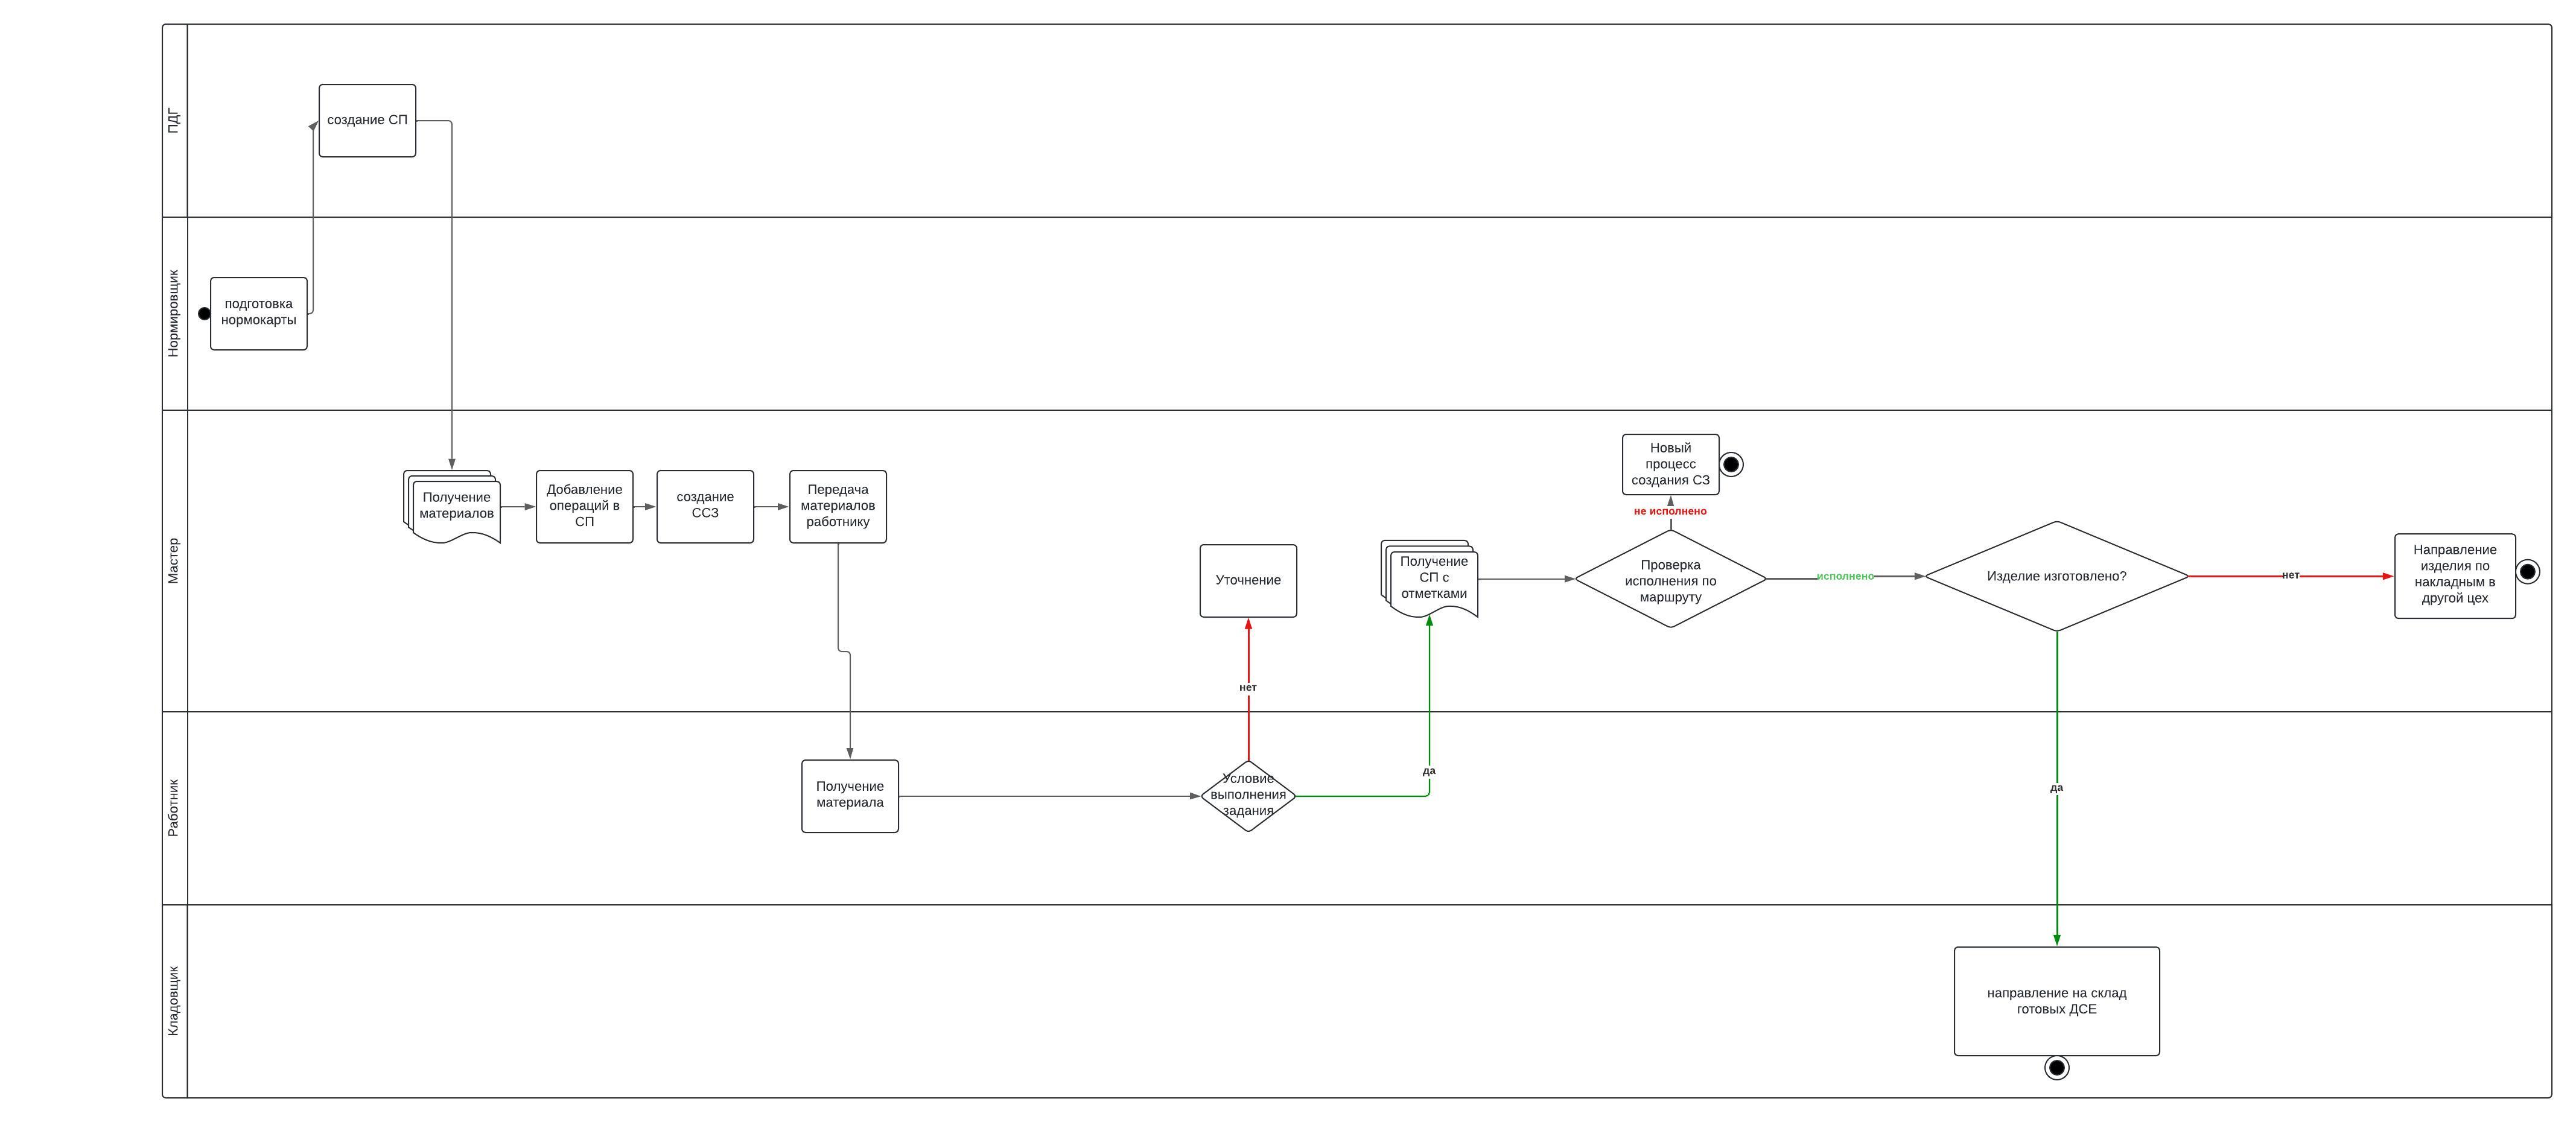 ПДГ
создание СП
Нормировщик
подготовка
нормокарты
Мастер
Получение
материалов
Добавление
операций в
СП
создание
ССЗ
Передача
материалов
работнику
Уточнение
нет
Получение
СП с
отметками
да
Новый
процесс
создания СЗ
не исполнено
Проверка
исполнения по
маршруту
исполнено
Изделие изготовлено?
нет
Направление
изделия по
накладным в
другой цех
Работник
Получение
материала
Условие
выполнения
задания
да
Кладовщик
направление на склад
готовых ДСЕ